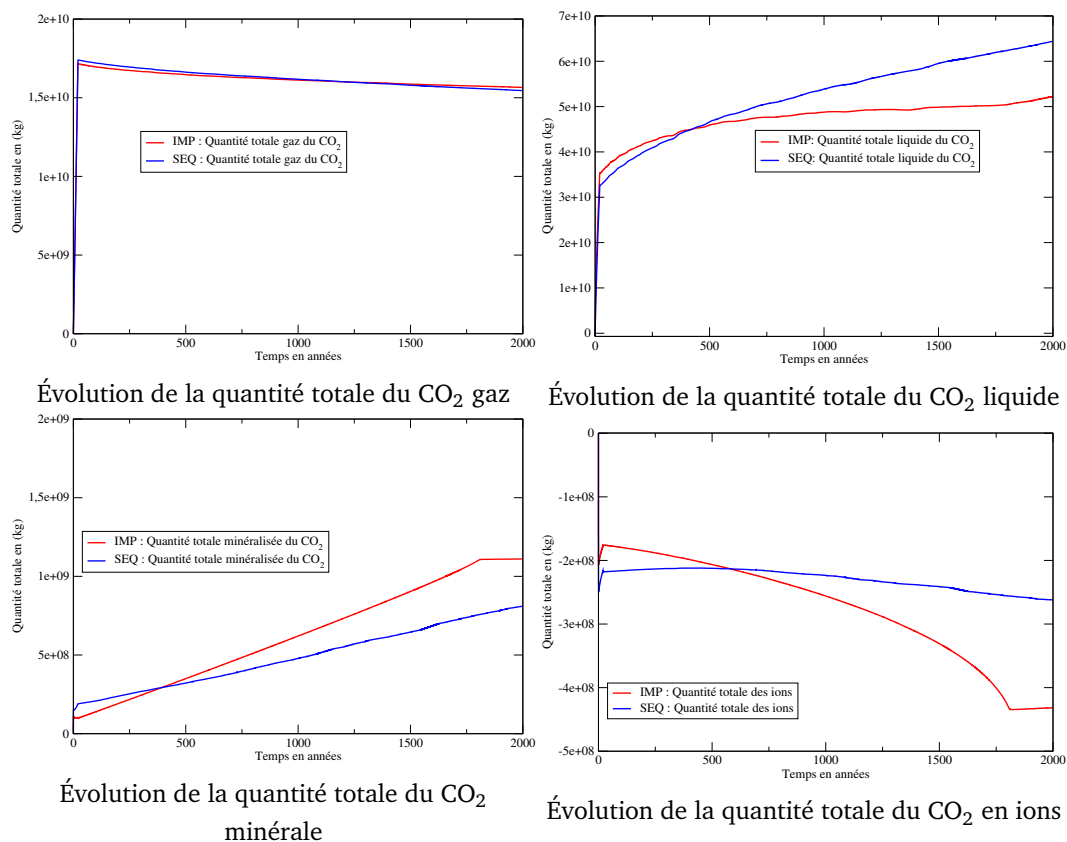 2e+10
1.5e+10
1e+10
5e+09
0
Quantité totale en (kg)
IMP : Quantité totale gaz du CO₂
SEQ : Quantité totale gaz du CO₂
0 500 1000 1500 2000
Temps en années
Évolution de la quantité totale du CO₂ gaz
7e+10
6e+10
5e+10
4e+10
3e+10
2e+10
1e+10
0
Quantité totale en (kg)
IMP: Quantité totale liquide du CO₂
SEQ: Quantité totale liquide du CO₂
0 500 1000 1500 2000
Temps en années
Évolution de la quantité totale du CO₂ liquide
2e+09
1,5e+09
1e+09
5e+08
0
Quantité totale en (kg)
IMP : Quantité totale minéralisée du CO₂
SEQ : Quantité totale minéralisée du CO₂
0 500 1000 1500 2000
Temps en années
Évolution de la quantité totale du CO₂
minérale
0
-1e+08
-2e+08
-3e+08
-4e+08
-5e+08
Quantité totale en (kg)
IMP : Quantité totale des ions
SEQ : Quantité totale des ions
0 500 1000 1500 2000
Temps en années
Évolution de la quantité totale du CO₂ en ions